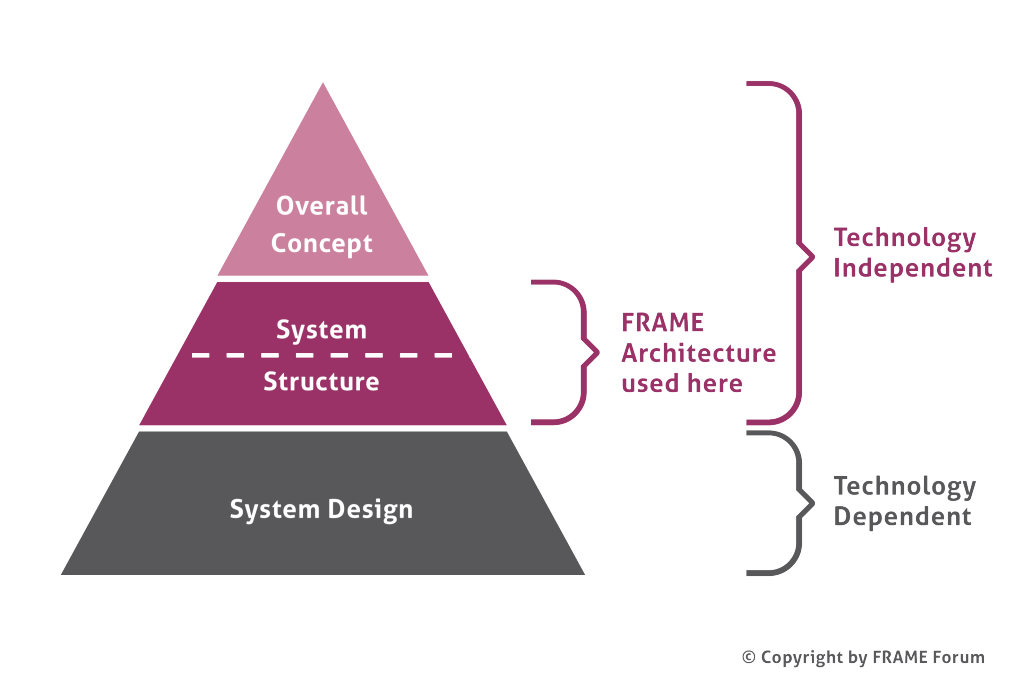 Overall
Concept
System
Structure
System Design
FRAME
Architecture
used here
Technology
Independent
Technology
Dependent
© Copyright by FRAME Forum